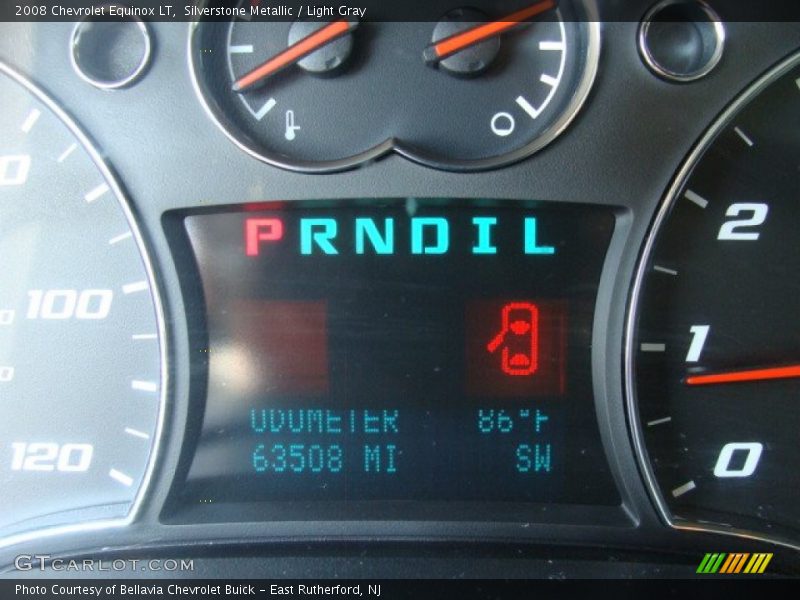 2008 Chevrolet Equinox LT, Silverstone Metallic / Light Gray
PRNDIL
2
100
1
ODOMETER 86°F
120 63508 MI SW 0
GTCARLOT.COM
Photo Courtesy of Bellavia Chevrolet Buick - East Rutherford, NJ